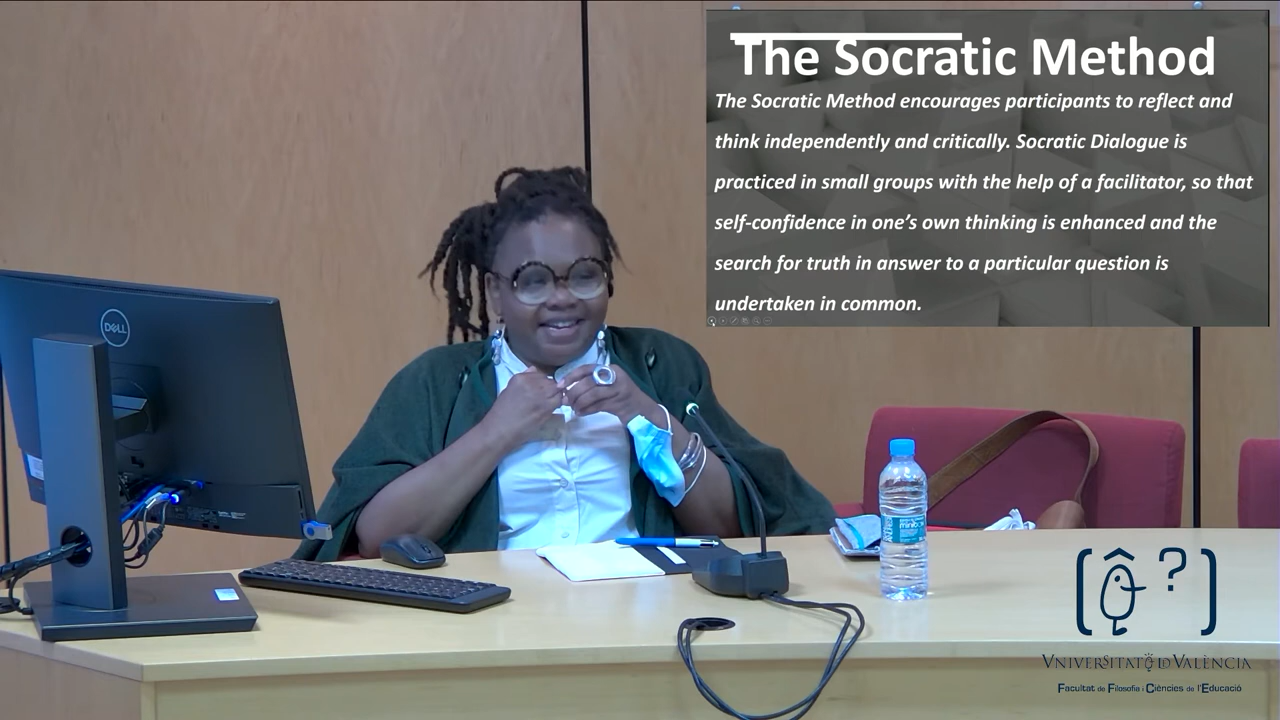 The Socratic Method
The Socratic Method encourages participants to reflect and
think independently and critically. Socratic Dialogue is
practiced in small groups with the help of a facilitator, so that
self-confidence in one's own thinking is enhanced and the
search for truth in answer to a particular question is
undertaken in common.
DELL
[ ? ]
VNIVERSITAT ID VALÈNCIA
Facultat de Filosofia i Ciències de l'Educació